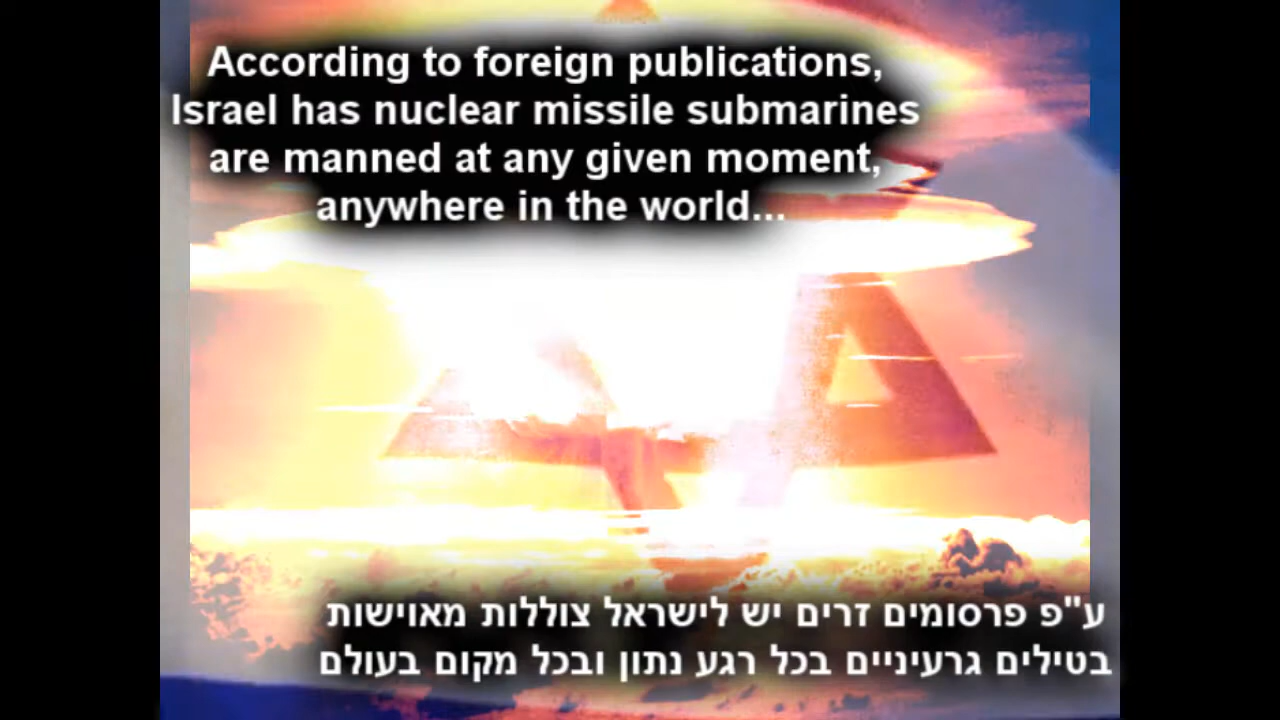 According to foreign publications,
Israel has nuclear missile submarines
are manned at any given moment,
anywhere in the world...
ע"פ פרסומים זרים יש לישראל צוללות מאוישות
בטילים גרעיניים בכל רגע נתון ובכל מקום בעולם